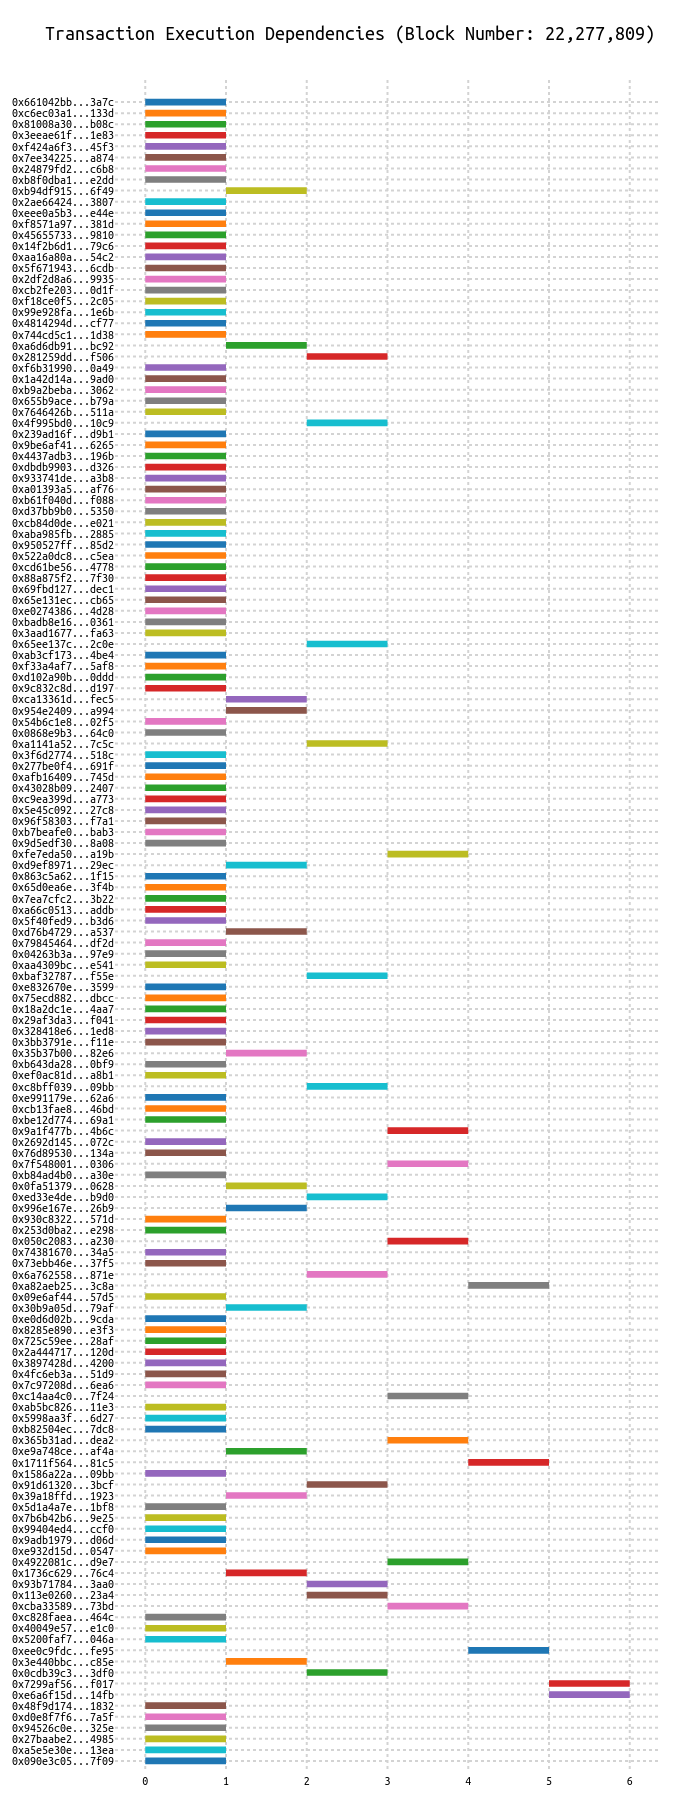 Transaction Execution Dependencies (Block Number: 22,277,809)
0x661042bb...3a7c
0xc6ec03a1...133d
0x81008a30...b08c
0x3eeae61f...1e83
0xf424a6f3...45f3
0x7ee34225...a874
0x24879fd2...c6b8
0xb8f0dba1...e2dd
0xb94df915...6f49
0x2ae66424...3807
0xeee0a5b3...e44e
0xf8571a97...381d
0x45655733...9810
0x14f2b6d1...79c6
0xaa16a80a...54c2
0x5f671943...6cdb
0x2df2d8a6...9935
0xcb2fe203...0d1f
0xf18ce0f5...2c05
0x99e928fa...1e6b
0x4814294d...cf77
0x744cd5c1...1d38
0xa6d6db91...bc92
0x281259dd...f506
0xf6b31990...0a49
0x1a42d14a...9ad0
0xb9a2beba...3062
0x655b9ace...b79a
0x7646426b...511a
0x4f995bd0...10c9
0x239ad16f...d9b1
0x9be6af41...6265
0x4437adb3...196b
0xdbdb9903...d326
0x933741de...a3b8
0xa01393a5...af76
0xb61f040d...f088
0xd37bb9b0...5350
0xcb84d0de...e021
0xaba985fb...2885
0x950527ff...85d2
0x522a0dc8...c5ea
0xcd61be56...4778
0x88a875f2...7f30
0x69fbd127...dec1
0x65e131ec...cb65
0xe0274386...4d28
0xbadb8e16...0361
0x3aad1677...fa63
0x65ee137c...2c0e
0xab3cf173...4be4
0xf33a4af7...5af8
0xd102a90b...0ddd
0x9c832c8d...d197
0xca13361d...fec5
0x954e2409...a994
0x54b6c1e8...02f5
0x0868e9b3...64c0
0xa1141a52...7c5c
0x3f6d2774...518c
0x277be0f4...691f
0xafb16409...745d
0x43028b09...2407
0xc9ea399d...a773
0x5e45c092...27c8
0x96f58303...f7a1
0xb7beafe0...bab3
0x9d5edf30...8a08
0xfe7eda50...a19b
0xd9ef8971...29ec
0x863c5a62...1f15
0x65d0ea6e...3f4b
0x7ea7cfc2...3b22
0xa66c0513...addb
0x5f40fed9...b3d6
0xd76b4729...a537
0x79845464...df2d
0x04263b3a...97e9
0xaa4309bc...e541
0xbaf32787...f55e
0xe832670e...3599
0x75ecd882...dbcc
0x18a2dc1e...4aa7
0x29af3da3...f041
0x328418e6...1ed8
0x3bb3791e...f11e
0x35b37b00...82e6
0xb643da28...0bf9
0xef0ac81d...a8b1
0xc8bff039...09bb
0xe991179e...62a6
0xcb13fae8...46bd
0xbe12d774...69a1
0x9a1f477b...4b6c
0x2692d145...072c
0x76d89530...134a
0x7f548001...0306
0xb84ad4b0...a30e
0x0fa51379...0628
0xed33e4de...b9d0
0x996e167e...26b9
0x930c8322...571d
0x253d0ba2...e298
0x050c2083...a230
0x74381670...34a5
0x73ebb46e...37f5
0x6a762558...871e
0xa82aeb25...3c8a
0x09e6af44...57d5
0x30b9a05d...79af
0xe0d6d02b...9cda
0x8285e890...e3f3
0x725c59ee...28af
0x2a444717...120d
0x3897428d...4200
0x4fc6eb3a...51d9
0x7c97208d...6ea6
0xc14aa4c0...7f24
0xab5bc826...11e3
0x5998aa3f...6d27
0xb82504ec...7dc8
0x365b31ad...dea2
0xe9a748ce...af4a
0x1711f564...81c5
0x1586a22a...09bb
0x91d61320...3bcf
0x39a18ffd...1923
0x5d1a4a7e...1bf8
0x7b6b42b6...9e25
0x99404ed4...ccf0
0x9adb1979...d06d
0xe932d15d...0547
0x4922081c...d9e7
0x1736c629...76c4
0x93b71784...3aa0
0x113e0260...23a4
0xcba33589...73bd
0xc828faea...464c
0x40049e57...e1c0
0x5200faf7...046a
0xee0c9fdc...fe95
0x3e440bbc...c85e
0x0cdb39c3...3df0
0x7299af56...f017
0xe6a6f15d...14fb
0x48f9d174...1832
0xd0e8f7f6...7a5f
0x94526c0e...325e
0x27baabe2...4985
0xa5e5e30e...13ea
0x090e3c05...7f09
0 1 2 3 4 5 6